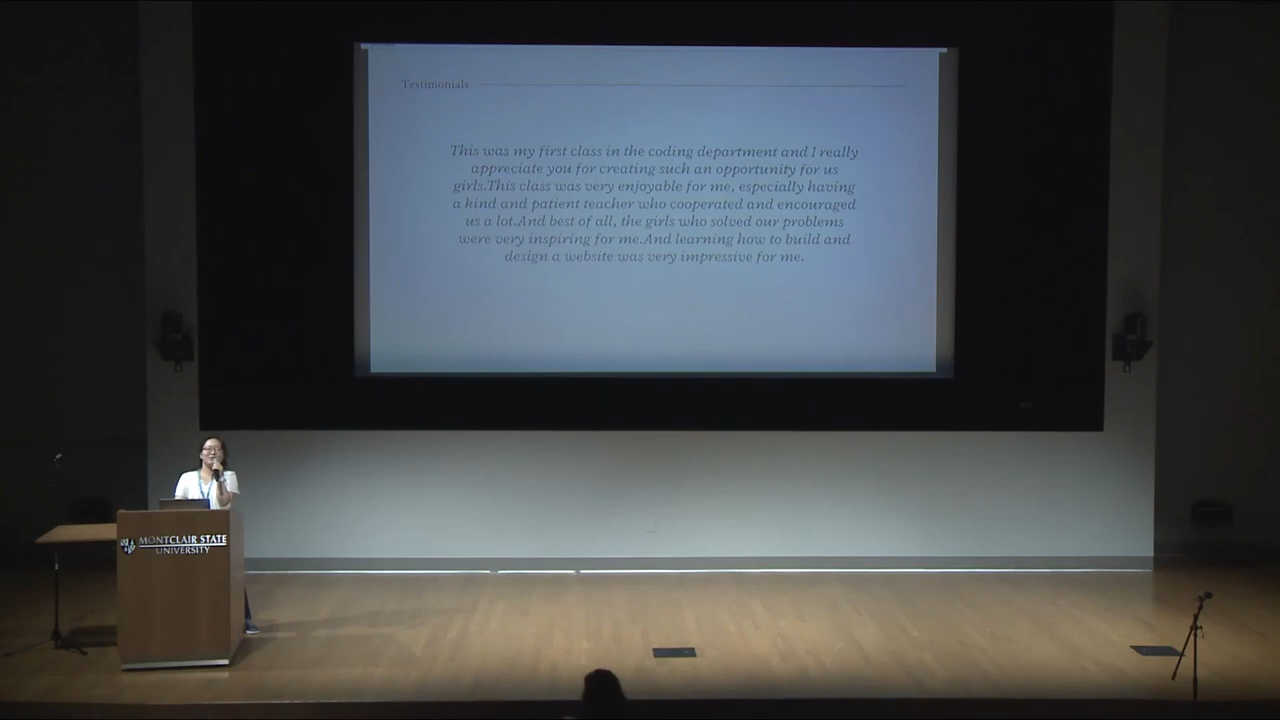 Testimonials
This was my first class in the coding department and I really
appreciate you for creating such an opportunity for us
girls.This class was very enjoyable for me, especially having
a kind and patient teacher who cooperated and encouraged
us a lot.And best of all, the girls who solved our problems
were very inspiring for me.And learning how to build and
design a website was very impressive for me.
MONTCLAIR STATE
UNIVERSITY